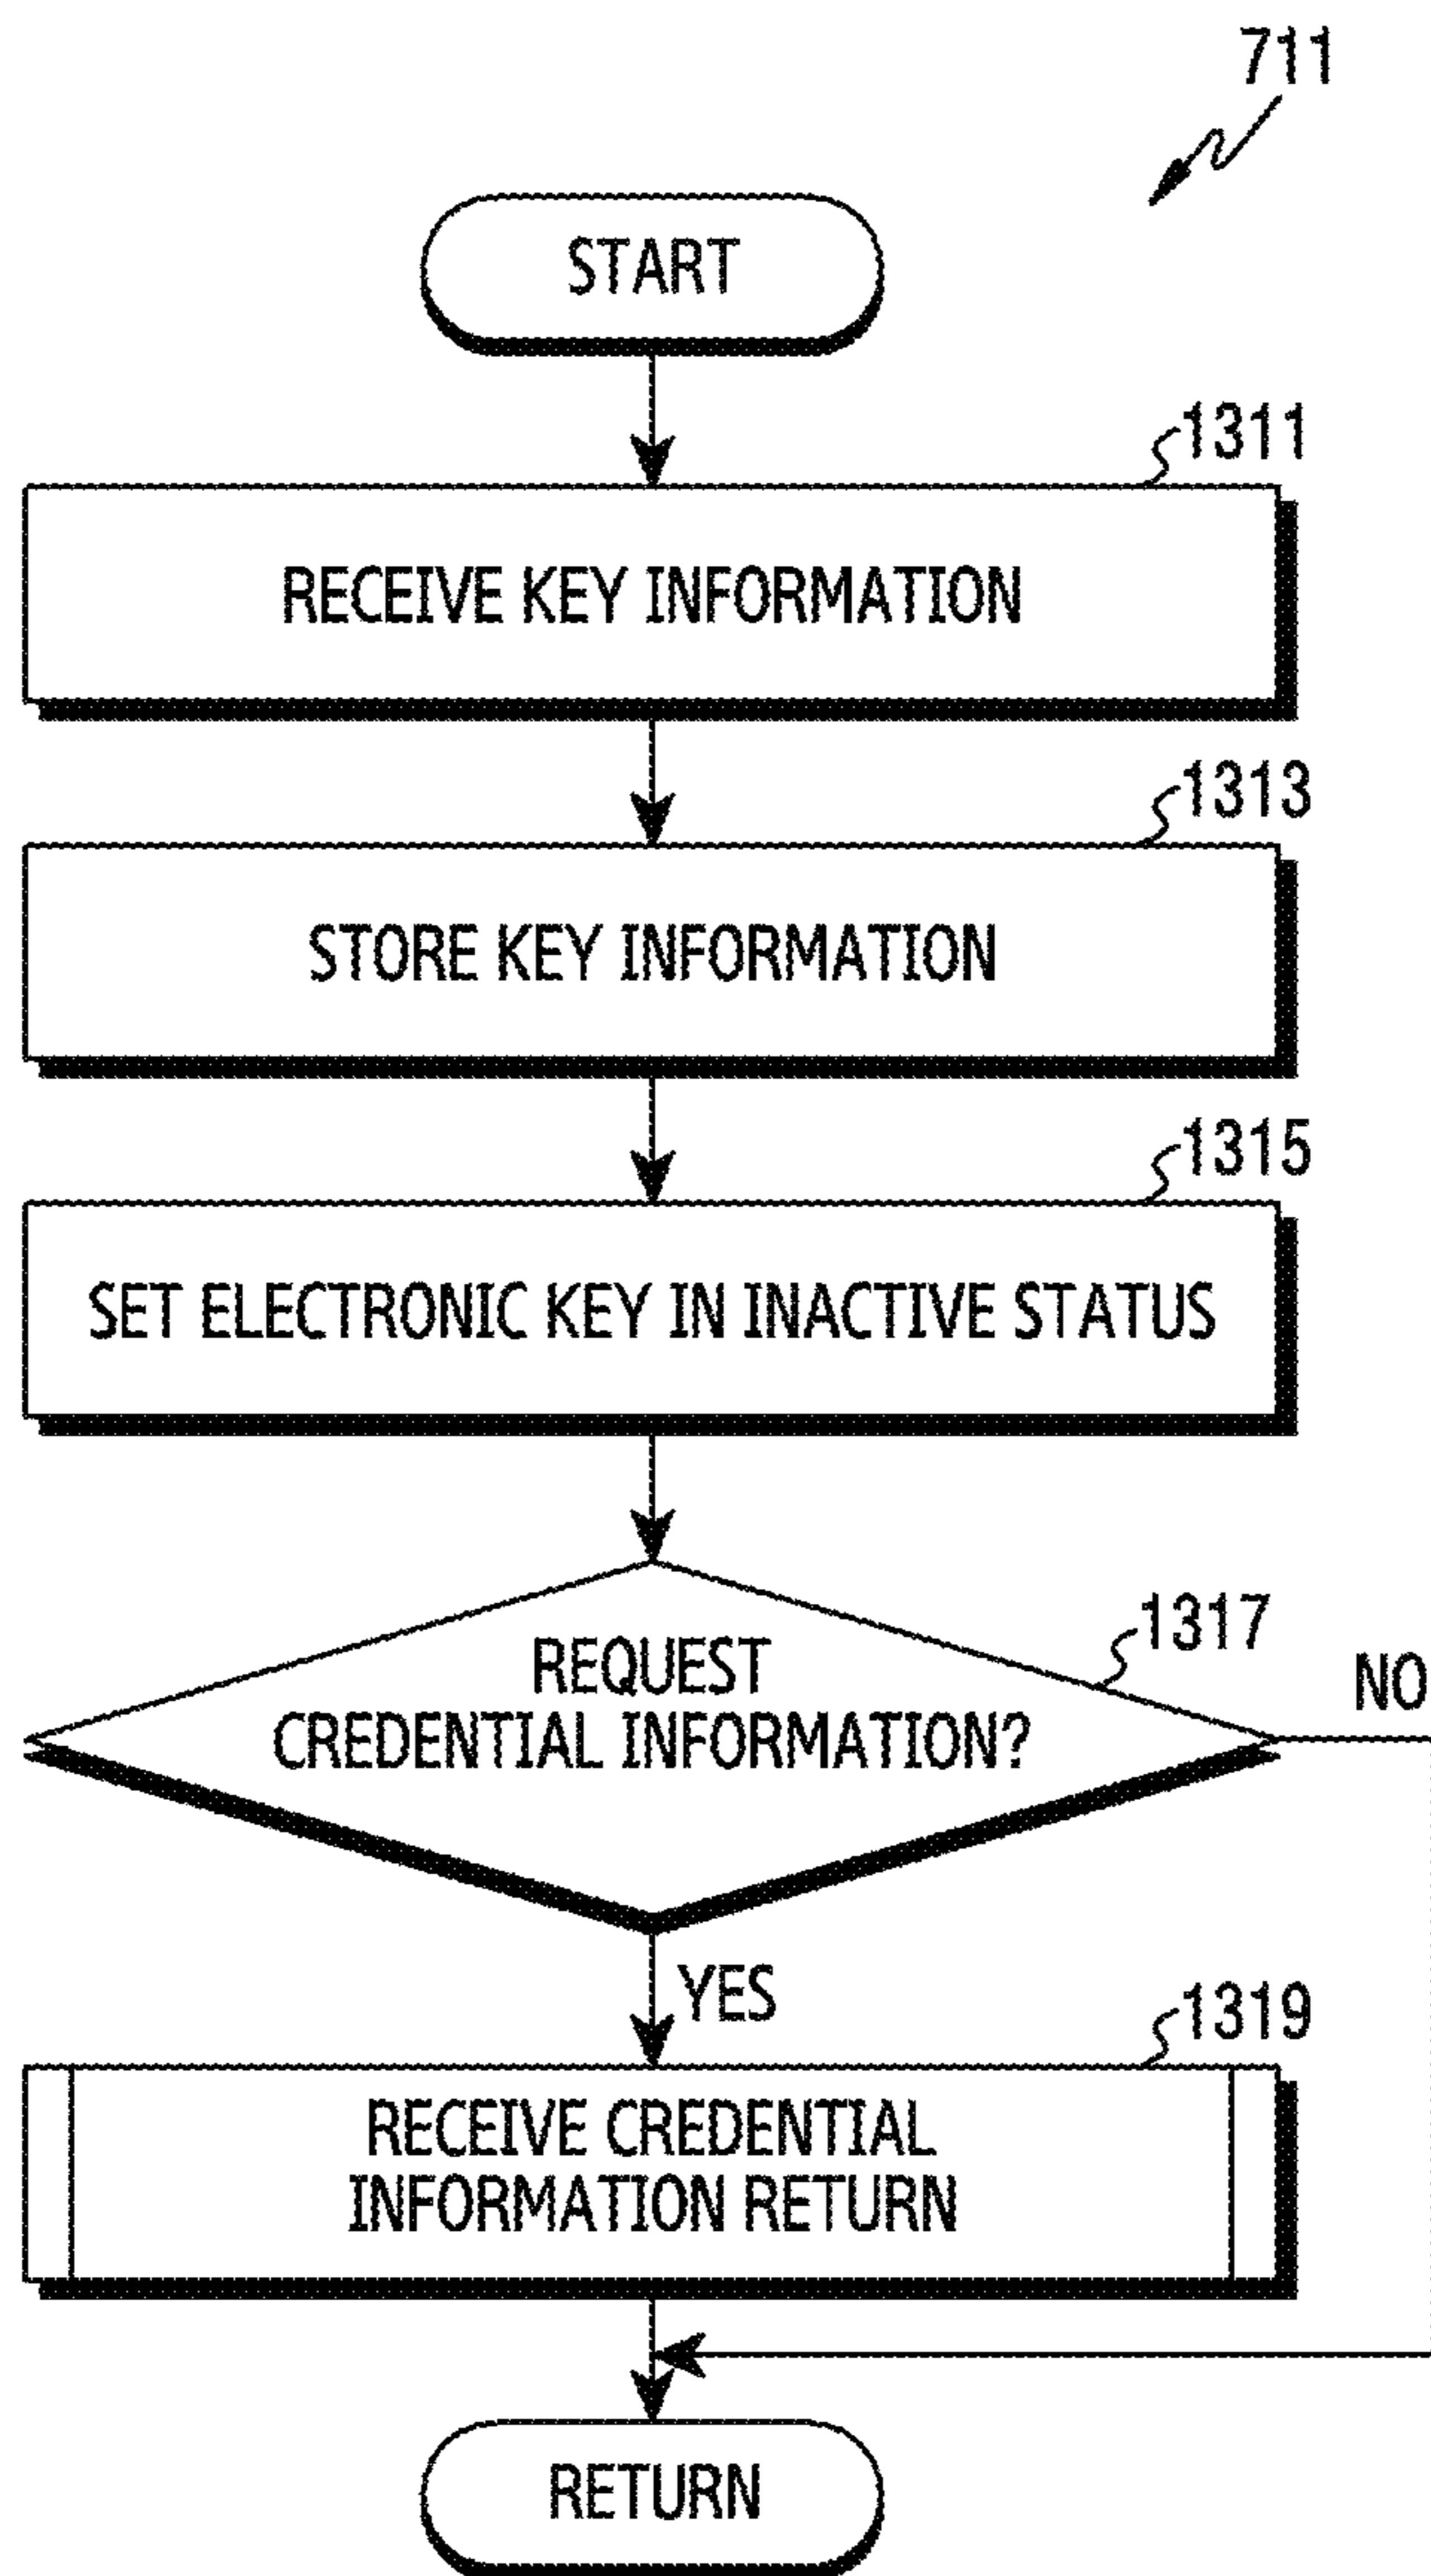 711
START
1311
RECEIVE KEY INFORMATION
1313
STORE KEY INFORMATION
1315
SET ELECTRONIC KEY IN INACTIVE STATUS
1317
REQUEST
CREDENTIAL INFORMATION?
NO
YES
1319
RECEIVE CREDENTIAL
INFORMATION RETURN
RETURN